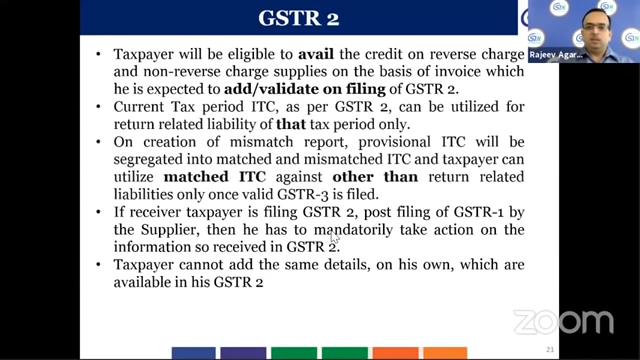 GSTR 2
Rajeev Agar...
• Taxpayer will be eligible to avail the credit on reverse charge
and non-reverse charge supplies on the basis of invoice which
he is expected to add/validate on filing of GSTR 2.
• Current Tax period ITC, as per GSTR 2, can be utilized for
return related liability of that tax period only.
• On creation of mismatch report, provisional ITC will be
segregated into matched and mismatched ITC and taxpayer can
utilize matched ITC against other than return related
liabilities only once valid GSTR-3 is filed.
• If receiver taxpayer is filing GSTR 2, post filing of GSTR-1 by
the Supplier, then he has to mandatorily take action on the
information so received in GSTR 2.
• Taxpayer cannot add the same details, on his own, which are
available in his GSTR 2
zoom
21